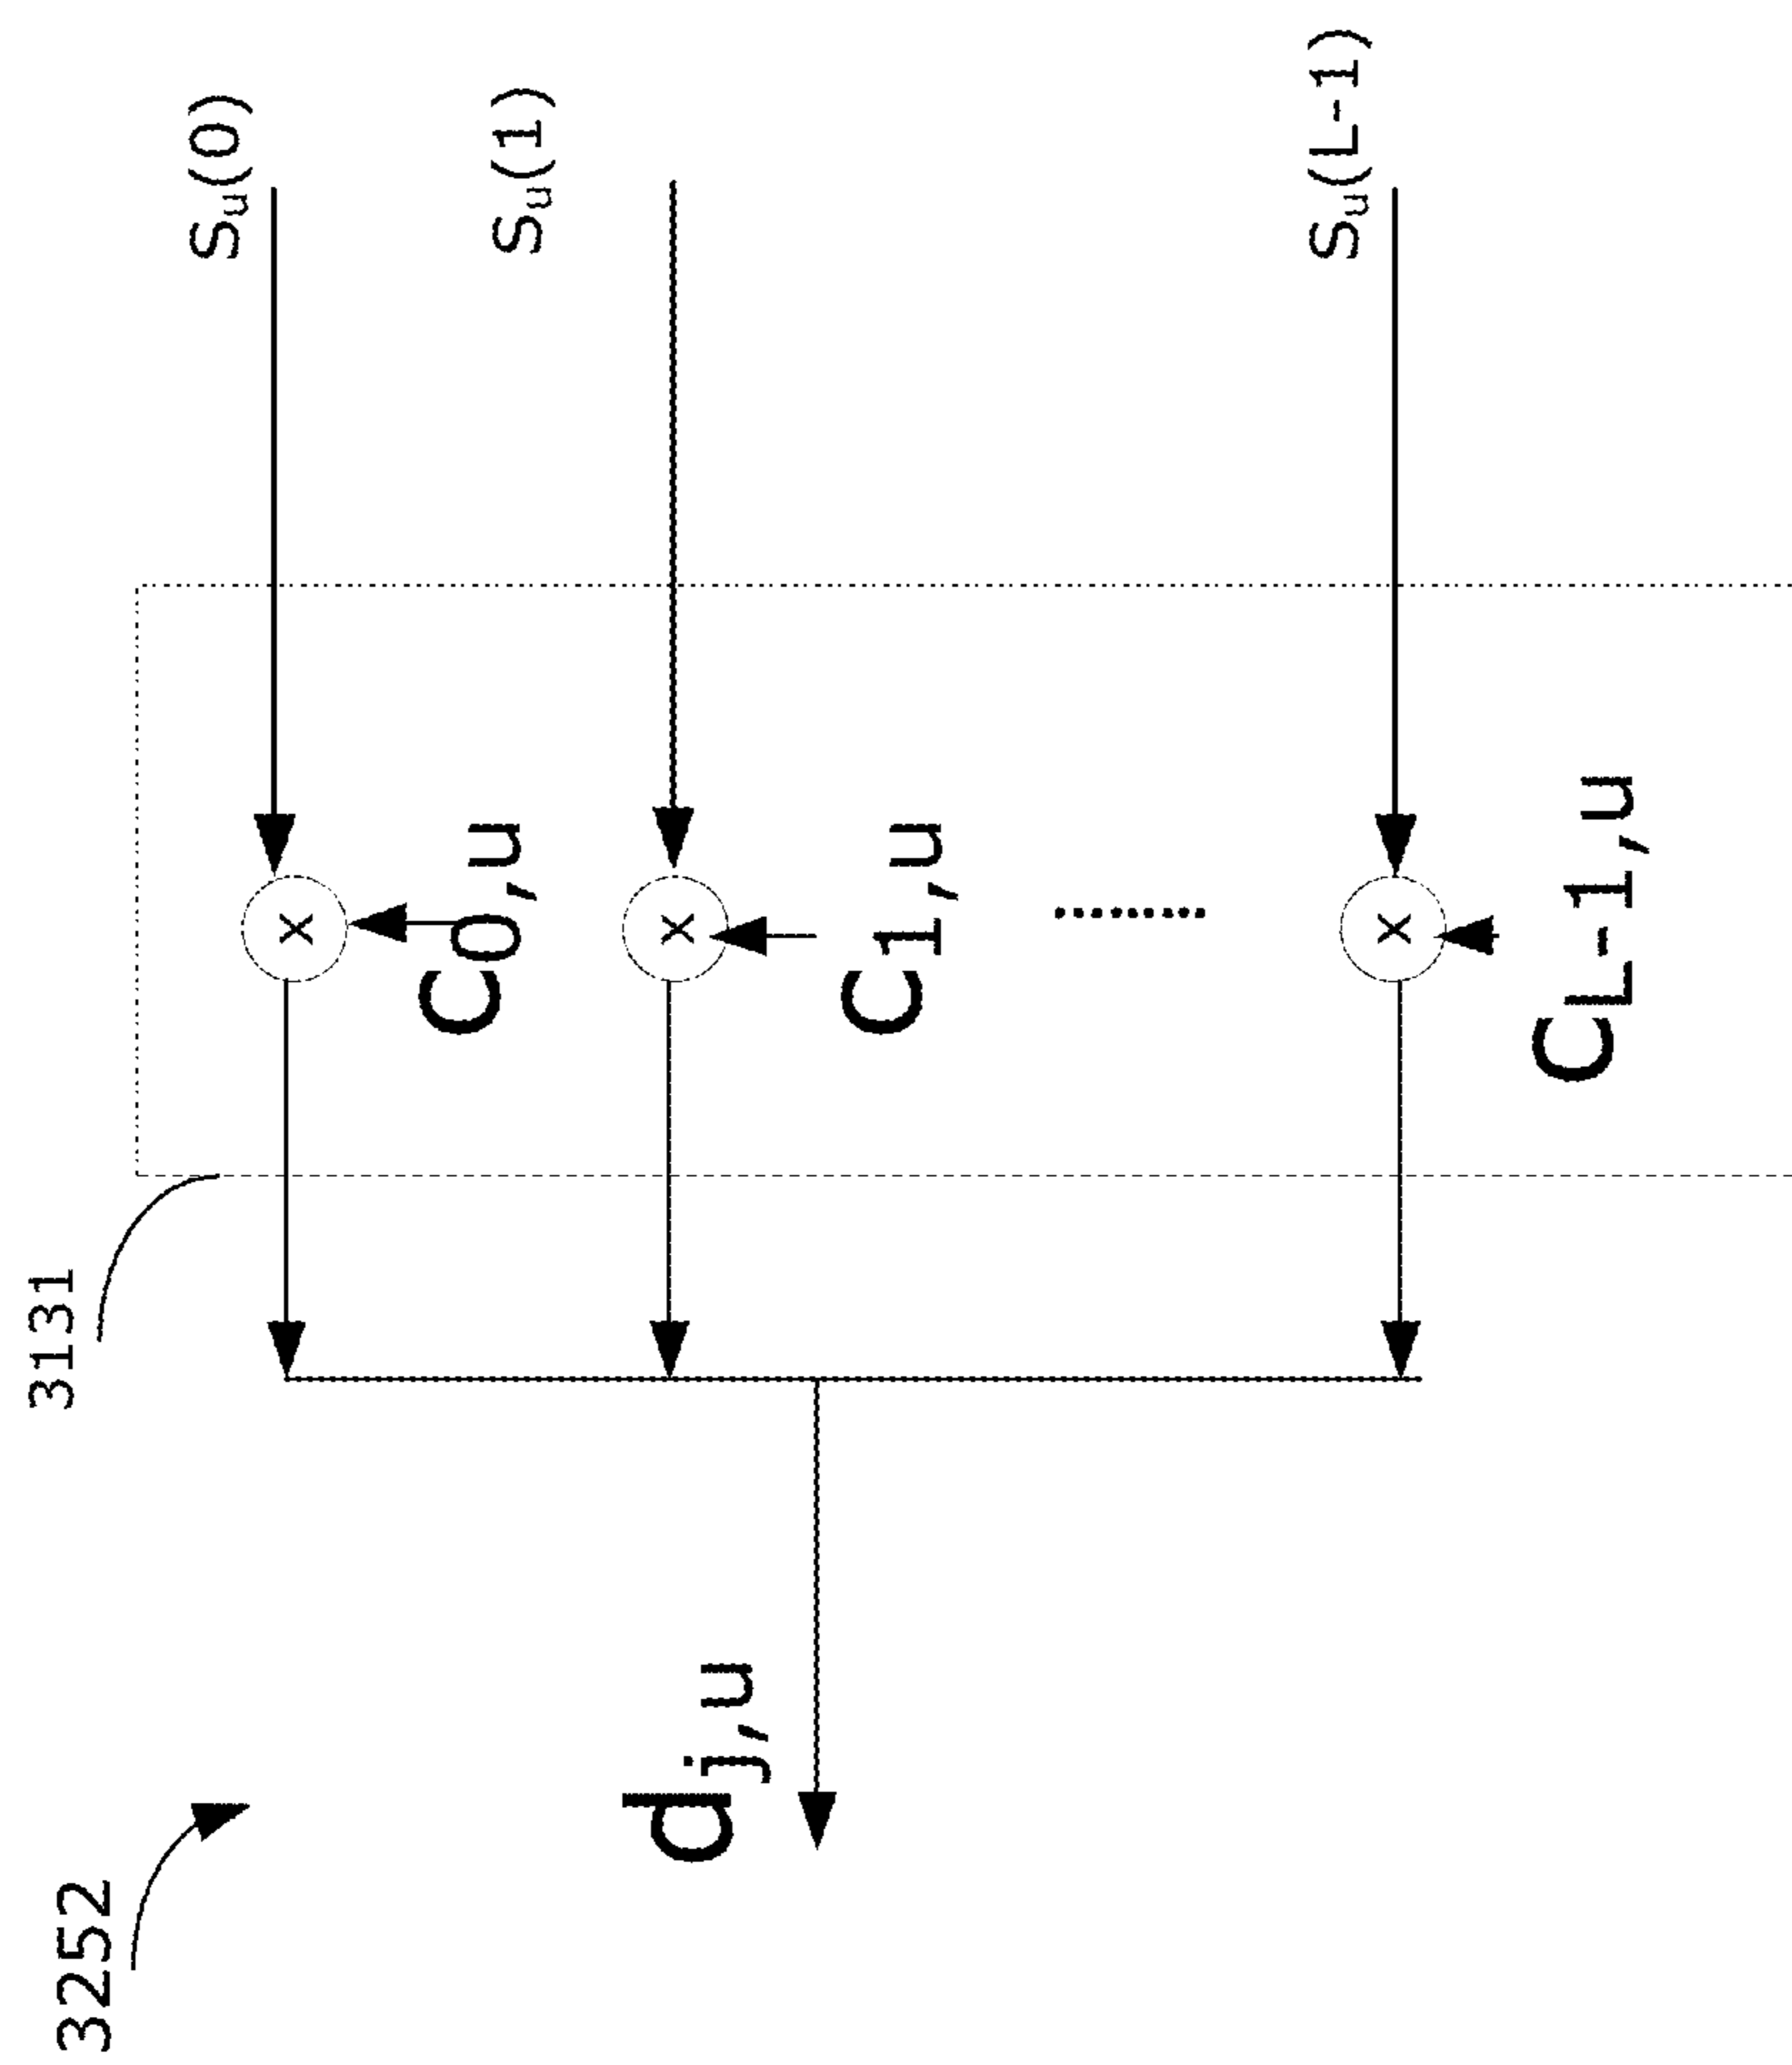 3252
3131
Sᵤ(0)
x
C0,u
Sᵤ(1)
x
dj,u
C1,u
........
Sᵤ(L-1)
x
CL-1,u